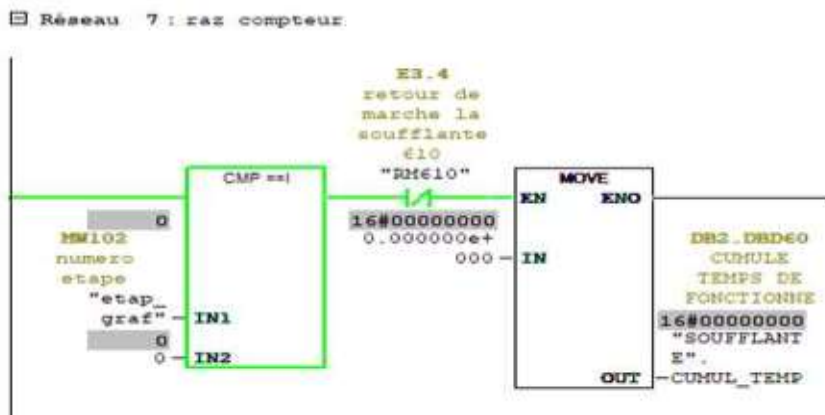 Réseau 7 : raz compteur
E3.4
retour de
marche la
soufflante
610
"RM610"
CMP ==I
MOVE
EN ENO
0
16#00000000
MW102
numero
etape
0.000000e+
000
IN
DB2.DBD60
CUMULE
TEMPS DE
FONCTIONNE
"etap_
graf"
IN1
16#00000000
0
"SOUFFLANT
E".
0
IN2
OUT
CUMUL_TEMP